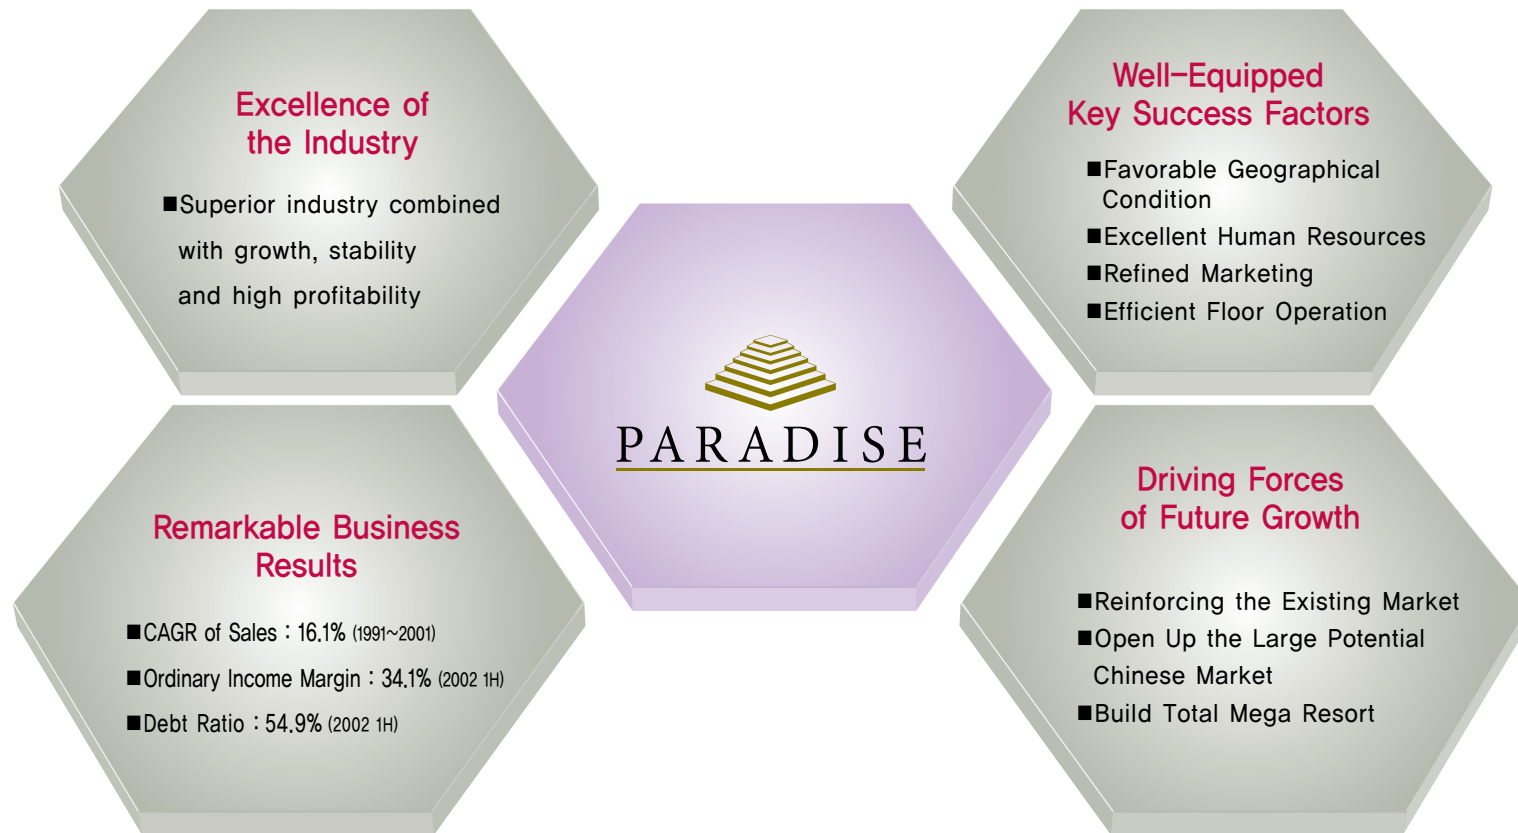 Excellence of
the Industry
■Superior industry combined
with growth, stability
and high profitability
Well-Equipped
Key Success Factors
■Favorable Geographical
Condition
■Excellent Human Resources
■Refined Marketing
■Efficient Floor Operation
PARADISE
Remarkable Business
Results
■CAGR of Sales : 16.1% (1991~2001)
■Ordinary Income Margin : 34.1% (2002 1H)
■Debt Ratio : 54.9% (2002 1H)
Driving Forces
of Future Growth
■Reinforcing the Existing Market
■Open Up the Large Potential
Chinese Market
■Build Total Mega Resort